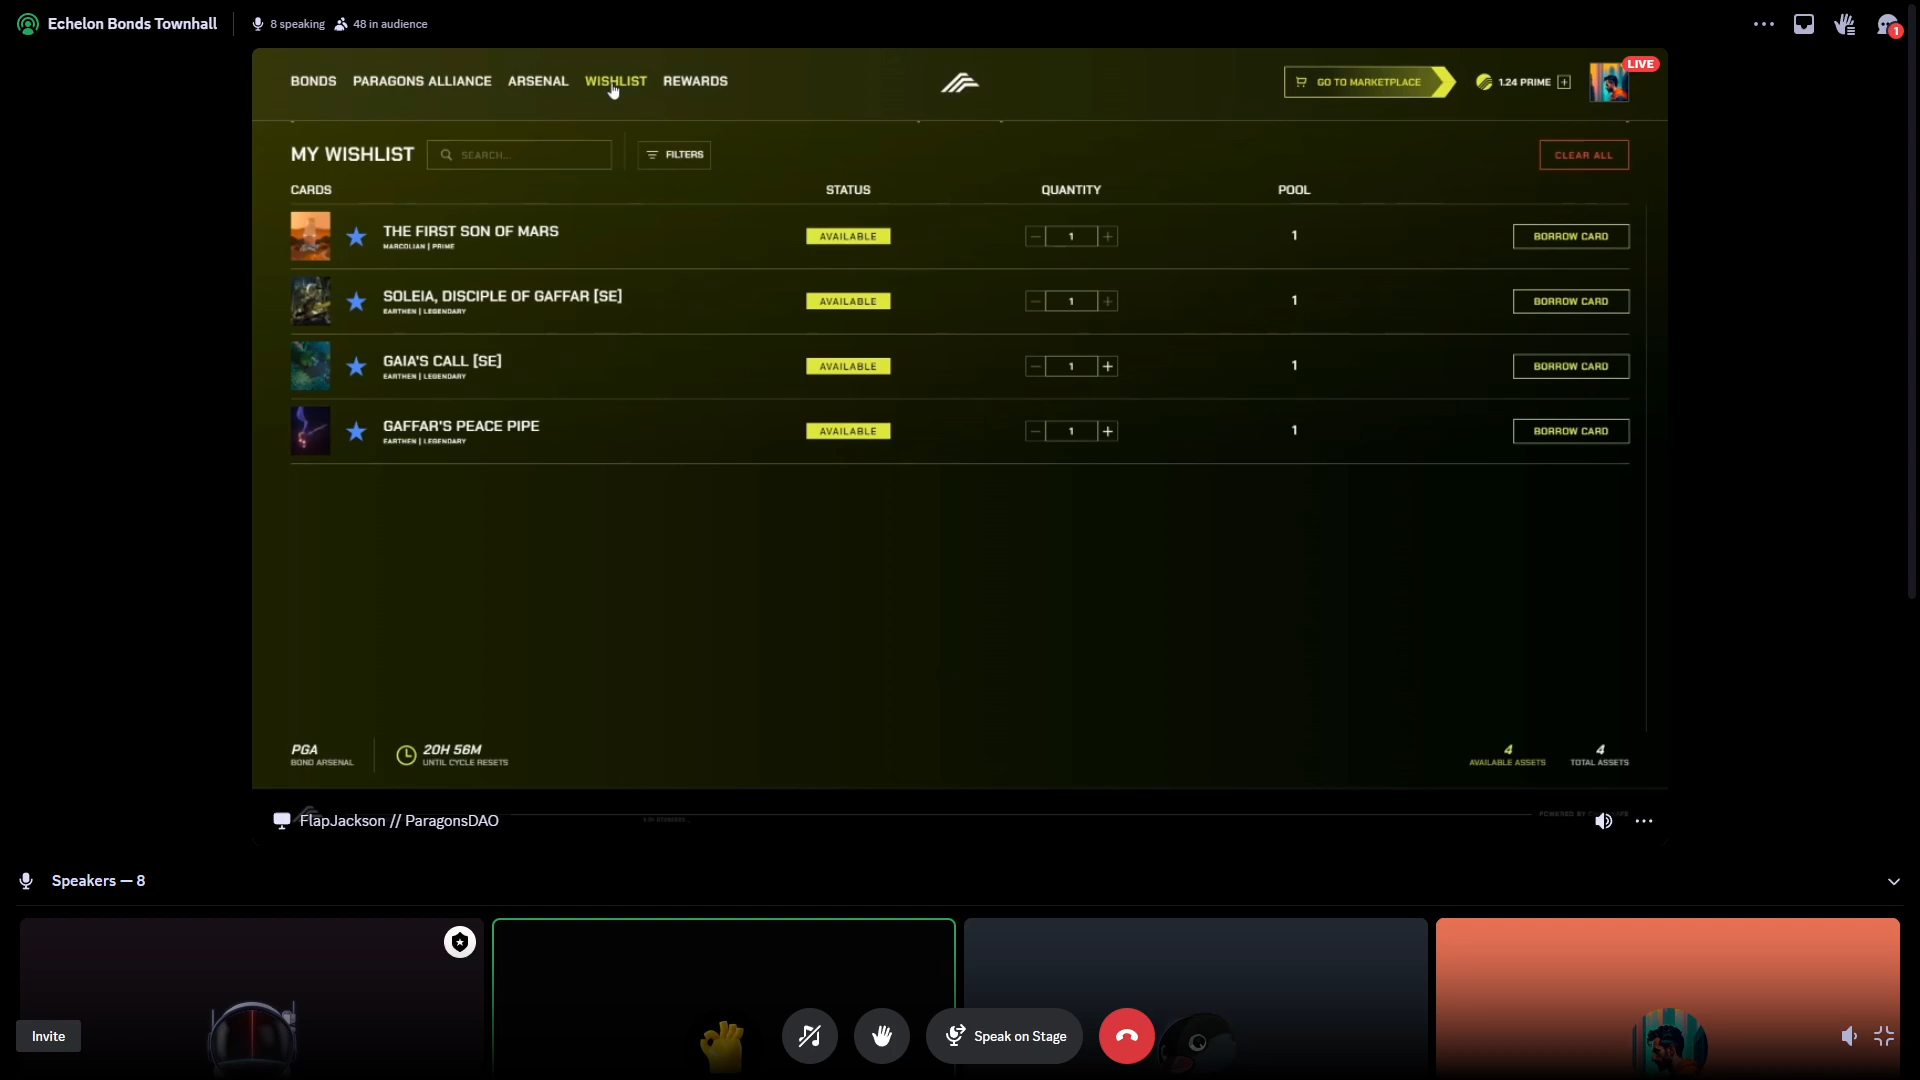 Echelon Bonds Townhall
8 speaking
48 in audience
1
BONDS
PARAGONS ALLIANCE
ARSENAL
WISHLIST
REWARDS
GO TO MARKETPLACE
1.24 PRIME
LIVE
MY WISHLIST
SEARCH...
FILTERS
CLEAR ALL
CARDS
STATUS
QUANTITY
POOL
THE FIRST SON OF MARS
MARCOLIAN | PRIME
AVAILABLE
1
1
BORROW CARD
SOLEIA, DISCIPLE OF GAFFAR [SE]
EARTHEN | LEGENDARY
AVAILABLE
1
1
BORROW CARD
GAIA'S CALL [SE]
EARTHEN | LEGENDARY
AVAILABLE
1
1
BORROW CARD
GAFFAR'S PEACE PIPE
EARTHEN | LEGENDARY
AVAILABLE
1
1
BORROW CARD
PGA
BOND ARSENAL
20H 56M
UNTIL CYCLE RESETS
4
AVAILABLE ASSETS
4
TOTAL ASSETS
FlapJackson // ParagonsDAO
POWERED BY
Speakers — 8
Invite
Speak on Stage